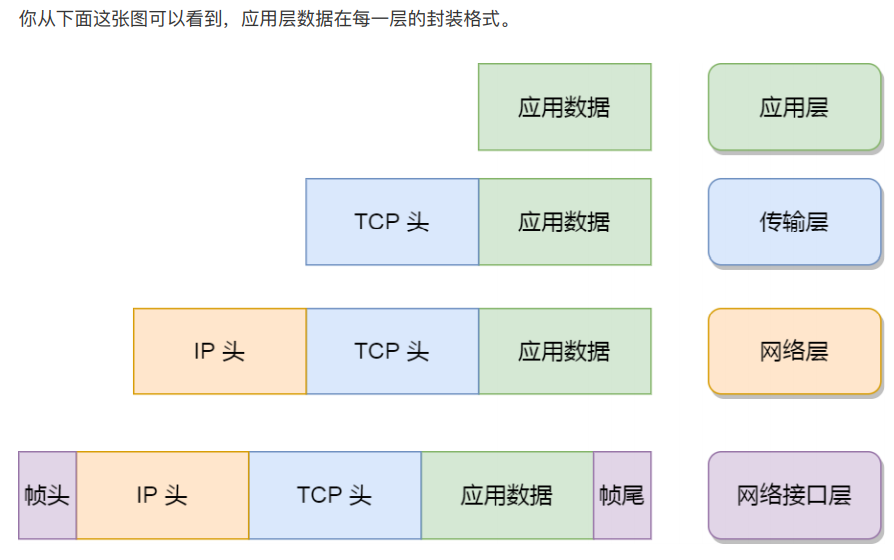 你从下面这张图可以看到，应用层数据在每一层的封装格式。
应用数据 应用层
TCP 头 应用数据 传输层
IP 头 TCP 头 应用数据 网络层
帧头 IP 头 TCP 头 应用数据 帧尾 网络接口层